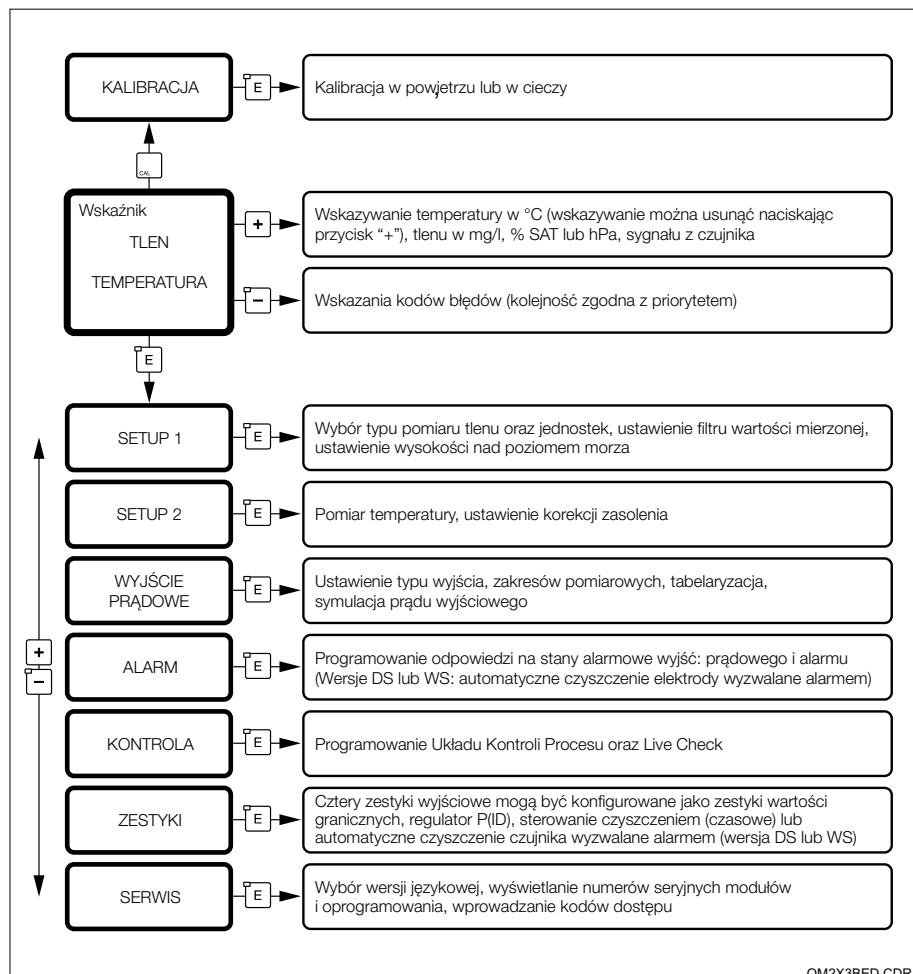 KALIBRACJA
E
Kalibracja w powietrzu lub w cieczy
CAL
Wskaźnik
TLEN
TEMPERATURA
+
Wskazywanie temperatury w °C (wskazywanie można usunąć naciskając
przycisk “+”), tlenu w mg/l, % SAT lub hPa, sygnału z czujnika
−
Wskazania kodów błędów (kolejność zgodna z priorytetem)
E
SETUP 1
E
Wybór typu pomiaru tlenu oraz jednostek, ustawienie filtru wartości mierzonej,
ustawienie wysokości nad poziomem morza
SETUP 2
E
Pomiar temperatury, ustawienie korekcji zasolenia
WYJŚCIE
PRĄDOWE
E
Ustawienie typu wyjścia, zakresów pomiarowych, tabelaryzacja,
symulacja prądu wyjściowego
+
−
ALARM
E
Programowanie odpowiedzi na stany alarmowe wyjść: prądowego i alarmu
(Wersje DS lub WS: automatyczne czyszczenie elektrody wyzwalane alarmem)
KONTROLA
E
Programowanie Układu Kontroli Procesu oraz Live Check
ZESTYKI
E
Cztery zestyki wyjściowe mogą być konfigurowane jako zestyki wartości
granicznych, regulator P(ID), sterowanie czyszczeniem (czasowe) lub
automatyczne czyszczenie czujnika wyzwalane alarmem (wersja DS lub WS)
SERWIS
E
Wybór wersji językowej, wyświetlanie numerów seryjnych modułów
i oprogramowania, wprowadzanie kodów dostępu
OM2X3BED.CDR